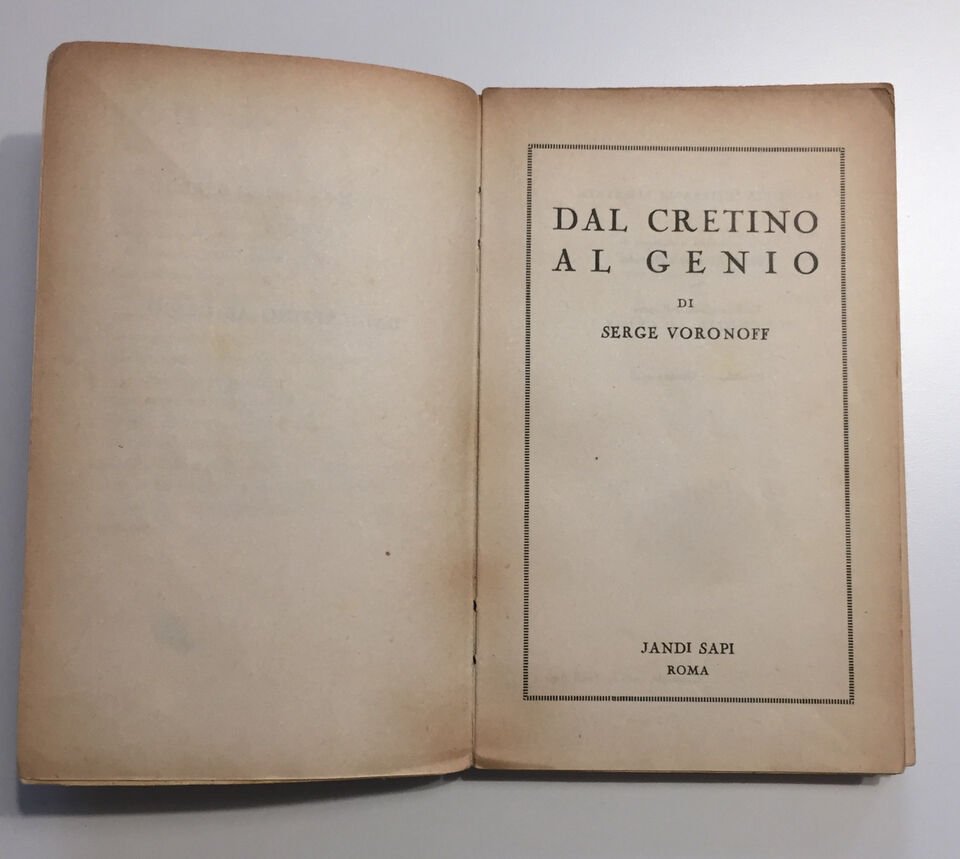 DAL CRETINO
AL GENIO
DI
SERGE VORONOFF
JANDI SAPI
ROMA